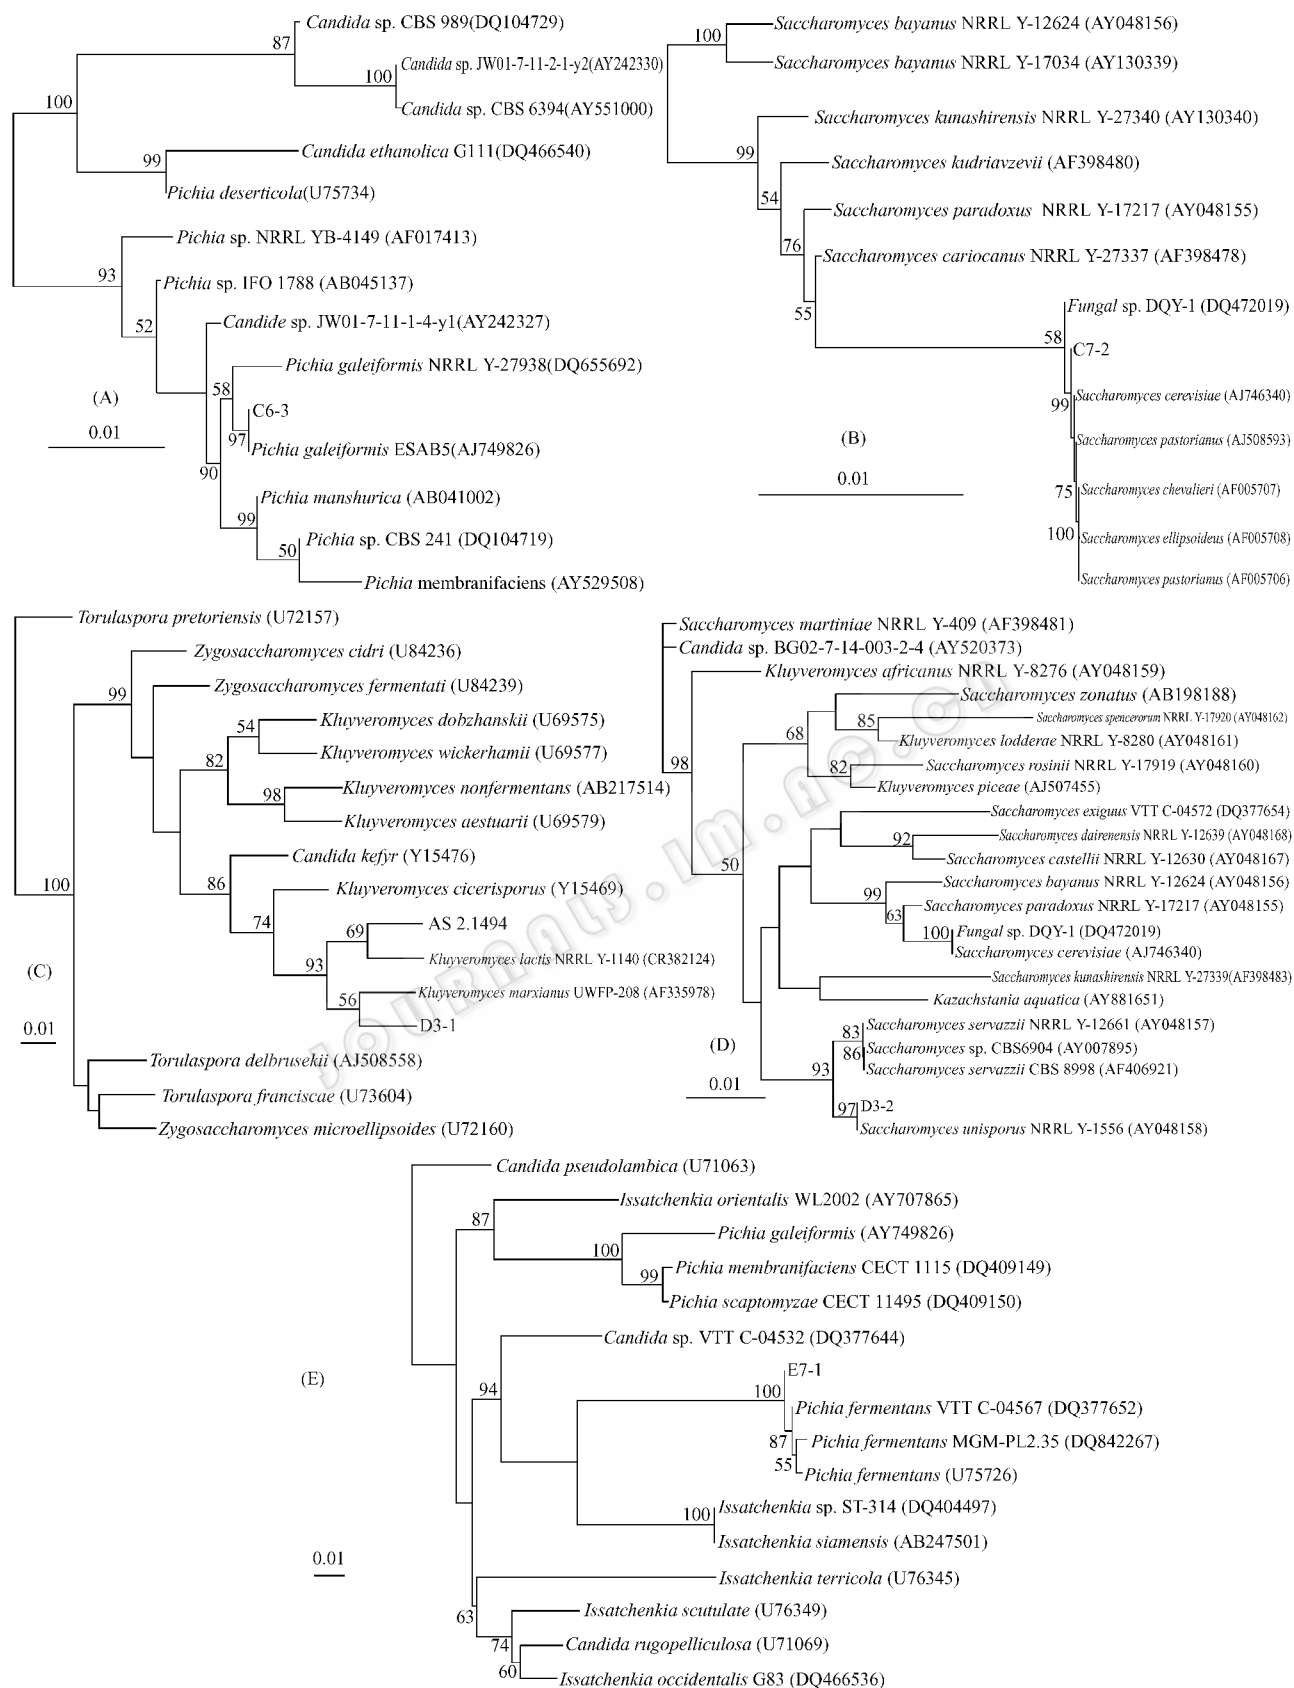 Candida sp. CBS 989(DQ104729)
87
Candida sp. JW01-7-11-2-1-y2(AY242330)
100
Candida sp. CBS 6394(AY551000)
100
Candida ethanolica G111(DQ466540)
99
Pichia deserticola(U75734)
Pichia sp. NRRL YB-4149 (AF017413)
93
Pichia sp. IFO 1788 (AB045137)
52
Candide sp. JW01-7-11-1-4-y1(AY242327)
Pichia galeiformis NRRL Y-27938(DQ655692)
58
(A)
C6-3
0.01
97
Pichia galeiformis ESAB5(AJ749826)
90
Pichia manshurica (AB041002)
99
Pichia sp. CBS 241 (DQ104719)
50
Pichia membranifaciens (AY529508)
Saccharomyces bayanus NRRL Y-12624 (AY048156)
100
Saccharomyces bayanus NRRL Y-17034 (AY130339)
Saccharomyces kunashirensis NRRL Y-27340 (AY130340)
99
Saccharomyces kudriavzevii (AF398480)
54
Saccharomyces paradoxus NRRL Y-17217 (AY048155)
76
Saccharomyces cariocanus NRRL Y-27337 (AF398478)
55
Fungal sp. DQY-1 (DQ472019)
58
C7-2
Saccharomyces cerevisiae (AJ746340)
99
(B)
Saccharomyces pastorianus (AJ508593)
0.01
75
Saccharomyces chevalieri (AF005707)
100
Saccharomyces ellipsoideus (AF005708)
Saccharomyces pastorianus (AF005706)
Torulaspora pretoriensis (U72157)
Zygosaccharomyces cidri (U84236)
99
Zygosaccharomyces fermentati (U84239)
Kluyveromyces dobzhanskii (U69575)
54
Kluyveromyces wickerhamii (U69577)
82
Kluyveromyces nonfermentans (AB217514)
98
Kluyveromyces aestuarii (U69579)
Candida kefyr (Y15476)
86
Kluyveromyces cicerisporus (Y15469)
100
74
AS 2.1494
69
Kluyveromyces lactis NRRL Y-1140 (CR382124)
93
(C)
Kluyveromyces marxianus UWFP-208 (AF335978)
56
D3-1
0.01
Torulaspora delbrusekii (AJ508558)
Torulaspora franciscae (U73604)
Zygosaccharomyces microellipsoides (U72160)
Saccharomyces martiniae NRRL Y-409 (AF398481)
Candida sp. BG02-7-14-003-2-4 (AY520373)
Kluyveromyces africanus NRRL Y-8276 (AY048159)
Saccharomyces zonatus (AB198188)
Saccharomyces spencerorum NRRL Y-17920 (AY048162)
85
68
Kluyveromyces lodderae NRRL Y-8280 (AY048161)
98
Saccharomyces rosinii NRRL Y-17919 (AY048160)
82
Kluyveromyces piceae (AJ507455)
Saccharomyces exiguus VTT C-04572 (DQ377654)
Saccharomyces dairenensis NRRL Y-12639 (AY048168)
92
Saccharomyces castellii NRRL Y-12630 (AY048167)
50
Saccharomyces bayanus NRRL Y-12624 (AY048156)
99
Saccharomyces paradoxus NRRL Y-17217 (AY048155)
63
Fungal sp. DQY-1 (DQ472019)
100
Saccharomyces cerevisiae (AJ746340)
Saccharomyces kunashirensis NRRL Y-27339(AF398483)
Kazachstania aquatica (AY881651)
Saccharomyces servazzii NRRL Y-12661 (AY048157)
83
(D)
Saccharomyces sp. CBS6904 (AY007895)
86
Saccharomyces servazzii CBS 8998 (AF406921)
93
0.01
D3-2
97
Saccharomyces unisporus NRRL Y-1556 (AY048158)
JOURNALS.IM.AC.CN
Candida pseudolambica (U71063)
Issatchenkia orientalis WL2002 (AY707865)
87
Pichia galeiformis (AY749826)
100
Pichia membranifaciens CECT 1115 (DQ409149)
99
Pichia scaptomyzae CECT 11495 (DQ409150)
Candida sp. VTT C-04532 (DQ377644)
(E)
E7-1
94
100
Pichia fermentans VTT C-04567 (DQ377652)
87
Pichia fermentans MGM-PL2.35 (DQ842267)
55
Pichia fermentans (U75726)
Issatchenkia sp. ST-314 (DQ404497)
100
Issatchenkia siamensis (AB247501)
0.01
Issatchenkia terricola (U76345)
63
Issatchenkia scutulate (U76349)
74
Candida rugopelliculosa (U71069)
60
Issatchenkia occidentalis G83 (DQ466536)